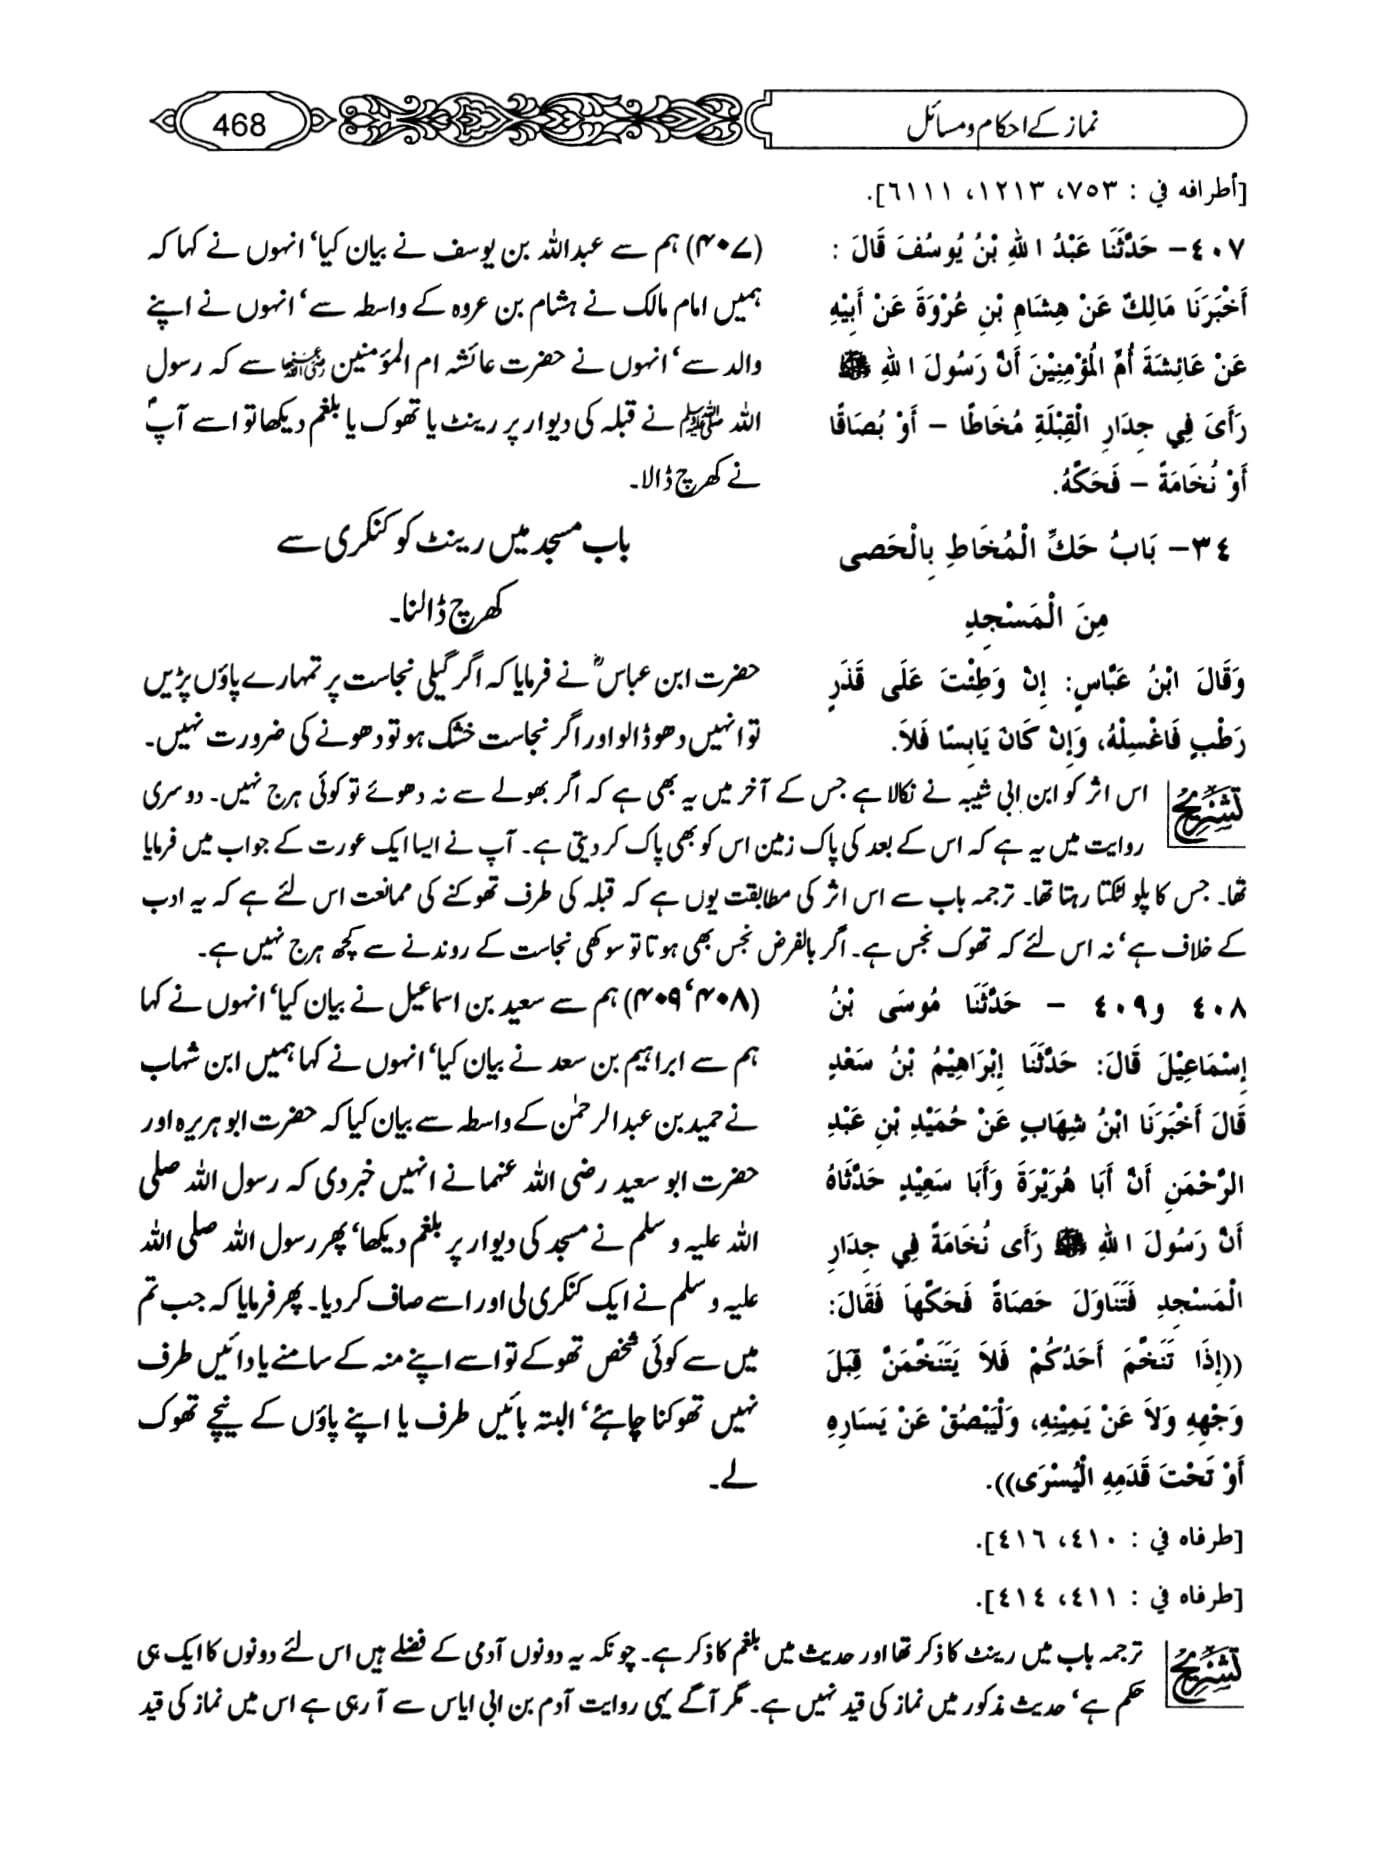 نماز کے احکام و مسائل
468
[أطرافه في : ٧٥٣، ١٢١٣، ٦١١١].
٤٠٧- حَدَّثَنَا عَبْدُ اللهِ بْنُ يُوسُفَ قَالَ :
أَخْبَرَنَا مَالِكٌ عَنْ هِشَامِ بْنِ عُرْوَةَ عَنْ أَبِيْهِ
عَنْ عَائِشَةَ أُمِّ الْمُؤْمِنِيْنَ أَنَّ رَسُولَ اللهِ ﷺ
رَأَى فِي جِدَارِ الْقِبْلَةِ مُخَاطًا – أَوْ بُصَاقًا
أَوْ نُخَامَةً – فَحَكَّهُ.
(۴۰۷) ہم سے عبداللہ بن یوسف نے بیان کیا‘ انہوں نے کہا کہ
ہمیں امام مالک نے ہشام بن عروہ کے واسطہ سے‘ انہوں نے اپنے
والد سے‘ انہوں نے حضرت عائشہ ام المؤمنین رضی اللہ عنہا سے کہ رسول
اللہ ﷺ نے قبلہ کی دیوار پر رینٹ یا تھوک یا بلغم دیکھا تو اسے آپؐ
نے کھرچ ڈالا۔
٣٤- بَابُ حَكِّ الْمُخَاطِ بِالْحَصى
مِنَ الْمَسْجِدِ
باب مسجد میں رینٹ کو کنکری سے
کھرچ ڈالنا۔
وَقَالَ ابْنُ عَبَّاسٍ: إِنْ وَطِئْتَ عَلَى قَذَرٍ
رَطْبٍ فَاغْسِلْهُ، وَإِنْ كَانَ يَابِسًا فَلاَ.
حضرت ابن عباسؓ نے فرمایا کہ اگر گیلی نجاست پر تمہارے پاؤں پڑیں
تو انہیں دھو ڈالو اور اگر نجاست خشک ہو تو دھونے کی ضرورت نہیں۔
تشریح
اس اثر کو ابن ابی شیبہ نے نکالا ہے جس کے آخر میں یہ بھی ہے کہ اگر بھولے سے نہ دھوئے تو کوئی ہرج نہیں۔ دوسری
روایت میں یہ ہے کہ اس کے بعد کی پاک زمین اس کو بھی پاک کر دیتی ہے۔ آپ نے ایسا ایک عورت کے جواب میں فرمایا
تھا۔ جس کا پلو لٹکتا رہتا تھا۔ ترجمہ باب سے اس اثر کی مطابقت یوں ہے کہ قبلہ کی طرف تھوکنے کی ممانعت اس لئے ہے کہ یہ ادب
کے خلاف ہے‘ نہ اس لئے کہ تھوک نجس ہے۔ اگر بالفرض نجس بھی ہوتا تو سوکھی نجاست کے روندنے سے کچھ ہرج نہیں ہے۔
٤٠٨ و٤٠٩ – حَدَّثَنَا مُوسَى بْنُ
إِسْمَاعِيْلَ قَالَ: حَدَّثَنَا إِبْرَاهِيْمُ بْنُ سَعْدٍ
قَالَ أَخْبَرَنَا ابْنُ شِهَابٍ عَنْ حُمَيْدِ بْنِ عَبْدِ
الرَّحْمَنِ أَنَّ أَبَا هُرَيْرَةَ وَأَبَا سَعِيْدٍ حَدَّثَاهُ
أَنَّ رَسُولَ اللهِ ﷺ رَأَى نُخَامَةً فِي جِدَارِ
الْمَسْجِدِ فَتَنَاوَلَ حَصَاةً فَحَكَّهَا فَقَالَ:
((إِذَا تَنَخَّمَ أَحَدُكُمْ فَلاَ يَتَنَخَّمَنَّ قِبَلَ
وَجْهِهِ وَلاَ عَنْ يَمِيْنِهِ، وَلْيَبْصُقْ عَنْ يَسَارِهِ
أَوْ تَحْتَ قَدَمِهِ الْيُسْرَى)).
(۴۰۸‘۴۰۹) ہم سے سعید بن اسماعیل نے بیان کیا‘ انہوں نے کہا
ہم سے ابراہیم بن سعد نے بیان کیا‘ انہوں نے کہا ہمیں ابن شہاب
نے حمید بن عبدالرحمٰن کے واسطہ سے بیان کیا کہ حضرت ابو ہریرہ اور
حضرت ابو سعید رضی اللہ عنہما نے انہیں خبر دی کہ رسول اللہ صلی
اللہ علیہ و سلم نے مسجد کی دیوار پر بلغم دیکھا‘ پھر رسول اللہ صلی اللہ
علیہ و سلم نے ایک کنکری لی اور اسے صاف کر دیا۔ پھر فرمایا کہ جب تم
میں سے کوئی شخص تھوکے تو اسے اپنے منہ کے سامنے یا دائیں طرف
نہیں تھوکنا چاہئے‘ البتہ بائیں طرف یا اپنے پاؤں کے نیچے تھوک
لے۔
[طرفاه في : ٤١٠، ٤١٦].
[طرفاه في : ٤١١، ٤١٤].
تشریح
ترجمہ باب میں رینٹ کا ذکر تھا اور حدیث میں بلغم کا ذکر ہے۔ چونکہ یہ دونوں آدمی کے فضلے ہیں اس لئے دونوں کا ایک ہی
حکم ہے‘ حدیث مذکور میں نماز کی قید نہیں ہے۔ مگر آگے یہی روایت آدم بن ابی ایاس سے آ رہی ہے اس میں نماز کی قید